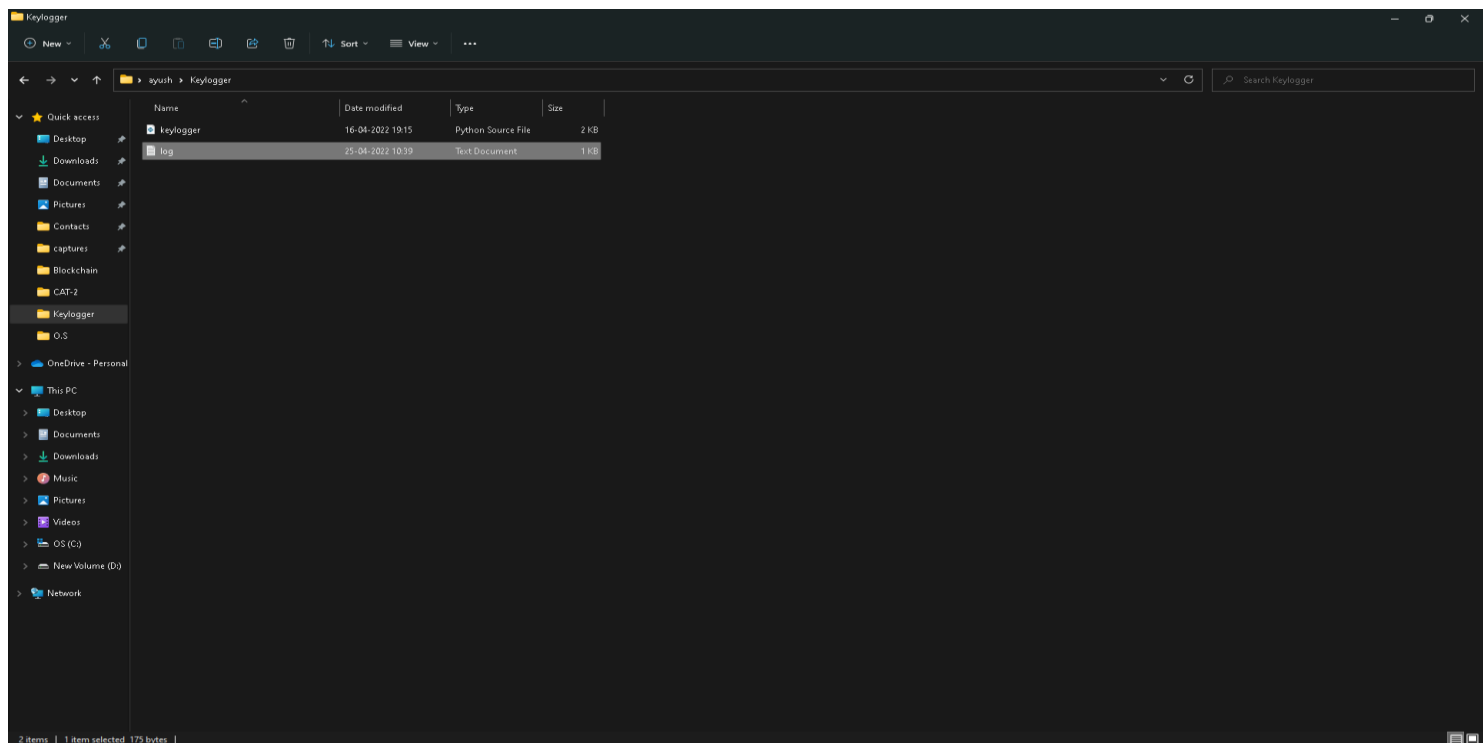 Keylogger
New
Sort
View
ayush > Keylogger
Search Keylogger
Name Date modified Type Size
keylogger 16-04-2022 19:15 Python Source File 2 KB
log 25-04-2022 10:39 Text Document 1 KB
Quick access
Desktop
Downloads
Documents
Pictures
Contacts
captures
Blockchain
CAT-2
Keylogger
O.S
OneDrive - Personal
This PC
Desktop
Documents
Downloads
Music
Pictures
Videos
OS (C:)
New Volume (D:)
Network
2 items | 1 item selected 175 bytes |